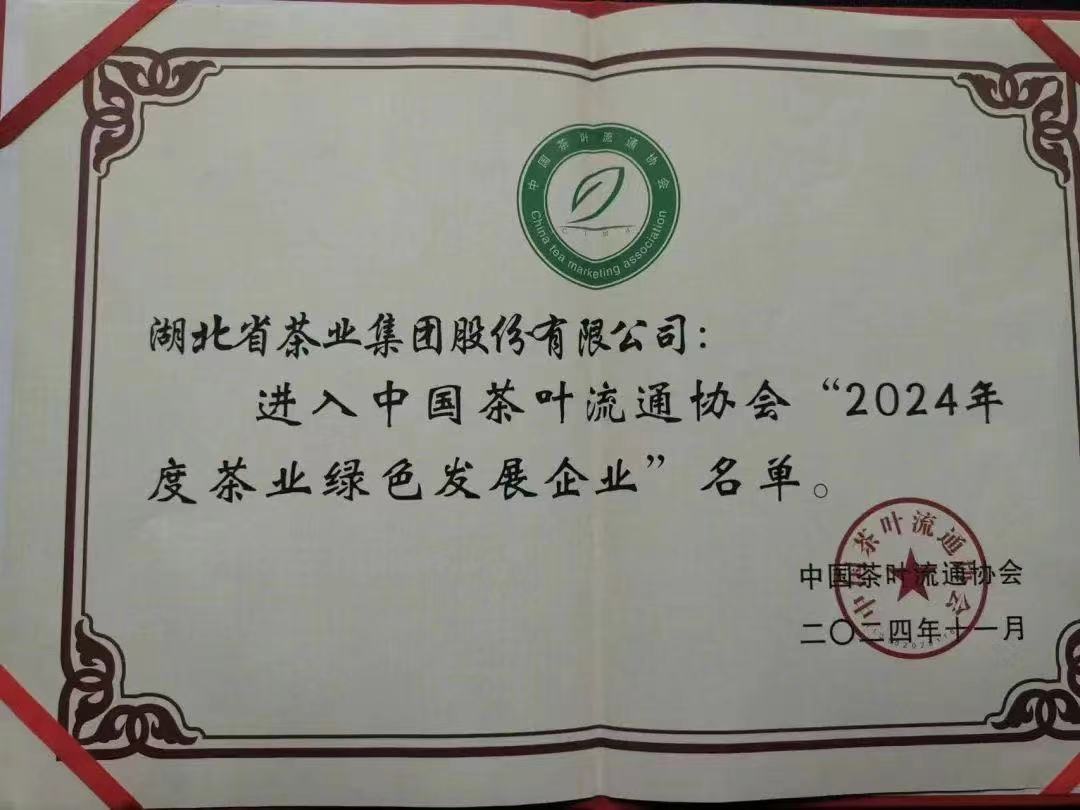 中国茶叶流通协会
CTMA
China tea marketing association
湖北省茶业集团股份有限公司：
进入中国茶叶流通协会“2024年
度茶业绿色发展企业”名单。
中国茶叶流通协会
中国茶叶流通协会
二〇二四年十一月